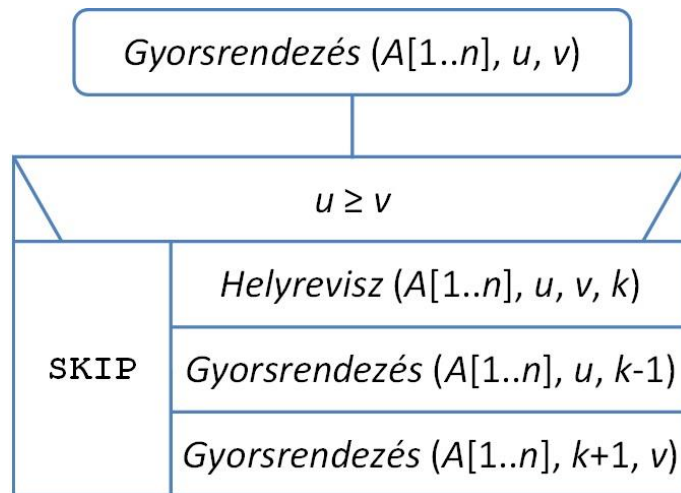 Gyorsrendezés (A[1..n], u, v)
u ≥ v
SKIP
Helyrevisz (A[1..n], u, v, k)
Gyorsrendezés (A[1..n], u, k-1)
Gyorsrendezés (A[1..n], k+1, v)